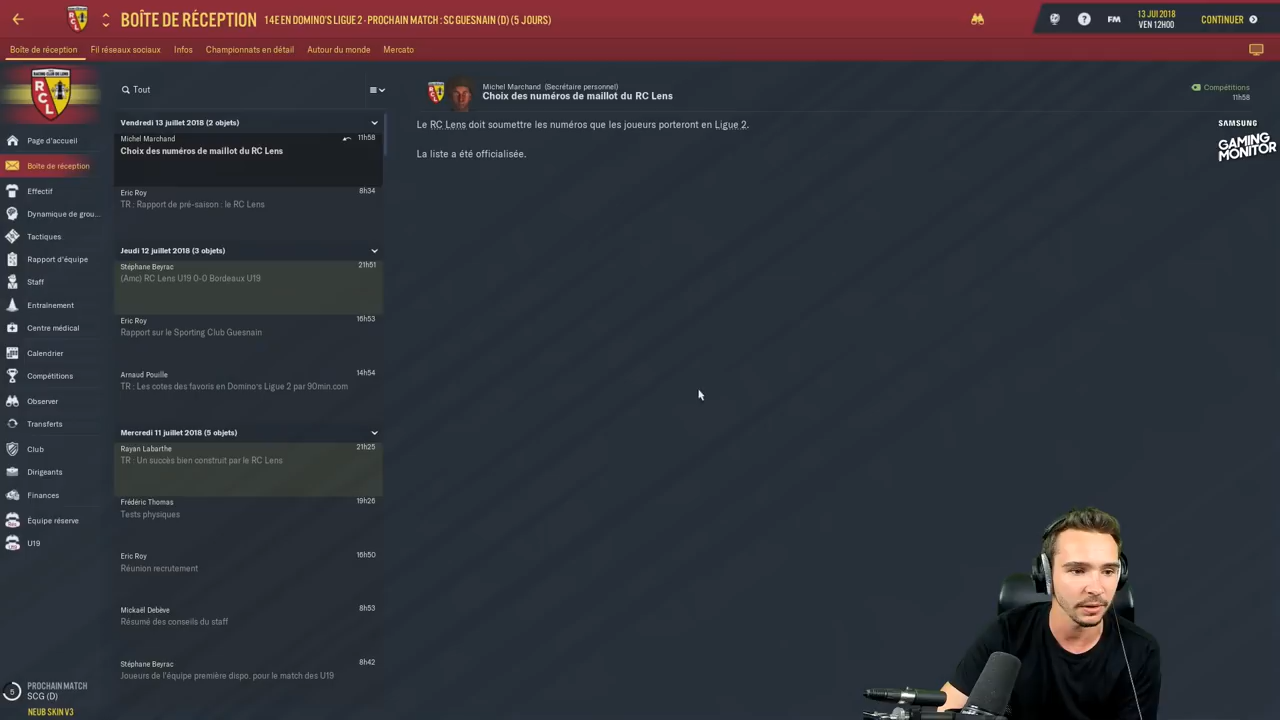 BOÎTE DE RÉCEPTION
14E EN DOMINO'S LIGUE 2 - PROCHAIN MATCH : SC GUESNAIN (D) (5 JOURS)
FM
13 JUI 2018
VEN 12H00
CONTINUER
Boîte de réception
Fil réseaux sociaux
Infos
Championnats en détail
Autour du monde
Mercato
RCL
Page d'accueil
Boîte de réception
Effectif
Dynamique de grou...
Tactiques
Rapport d'équipe
Staff
Entraînement
Centre médical
Calendrier
Compétitions
Observer
Transferts
Club
Dirigeants
Finances
Équipe réserve
U19
5
PROCHAIN MATCH
SCG (D)
NEUB SKIN V3
Tout
Vendredi 13 juillet 2018 (2 objets)
Michel Marchand 11h58
Choix des numéros de maillot du RC Lens
Eric Roy 8h34
TR : Rapport de pré-saison : le RC Lens
Jeudi 12 juillet 2018 (3 objets)
Stéphane Beyrac 21h51
(Amc) RC Lens U19 0-0 Bordeaux U19
Eric Roy 16h53
Rapport sur le Sporting Club Guesnain
Arnaud Pouille 14h54
TR : Les cotes des favoris en Domino's Ligue 2 par 90min.com
Mercredi 11 juillet 2018 (5 objets)
Rayan Labarthe 21h25
TR : Un succès bien construit par le RC Lens
Frédéric Thomas 19h26
Tests physiques
Eric Roy 16h50
Réunion recrutement
Mickaël Debève 8h53
Résumé des conseils du staff
Stéphane Beyrac 8h42
Joueurs de l'équipe première dispo. pour le match des U19
Michel Marchand (Secrétaire personnel)
Choix des numéros de maillot du RC Lens
Compétitions
11h58
Le RC Lens doit soumettre les numéros que les joueurs porteront en Ligue 2.
La liste a été officialisée.
SAMSUNG
GAMING
MONITOR